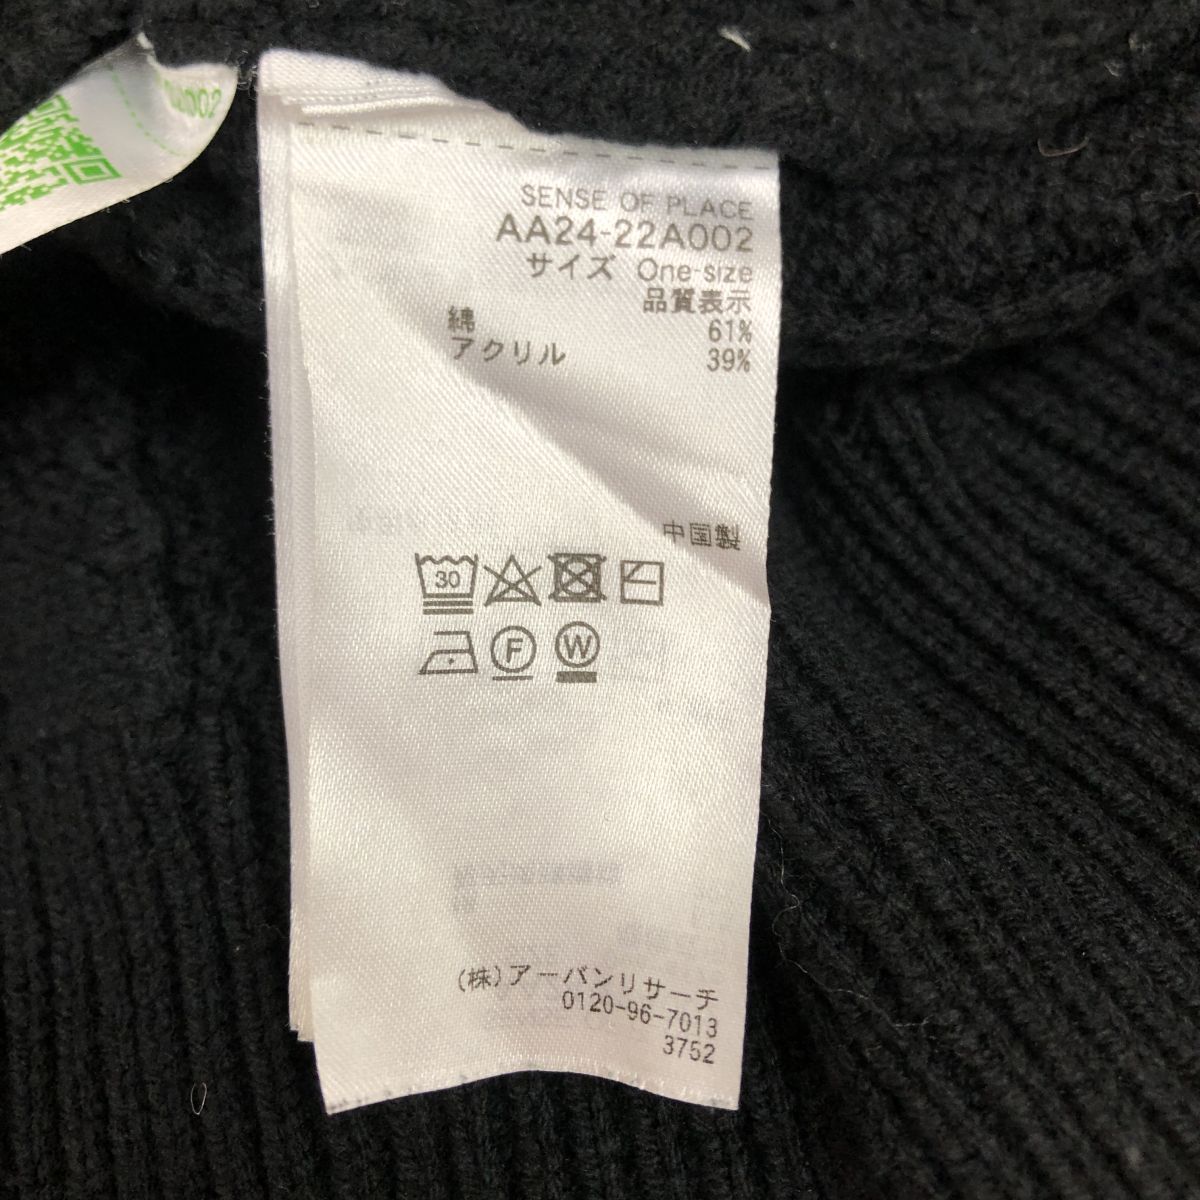 SENSE OF PLACE
AA24-22A002
サイズ One-size
品質表示
綿 61%
アクリル 39%
中国製
30
F W
(株)アーバンリサーチ
0120-96-7013
3752